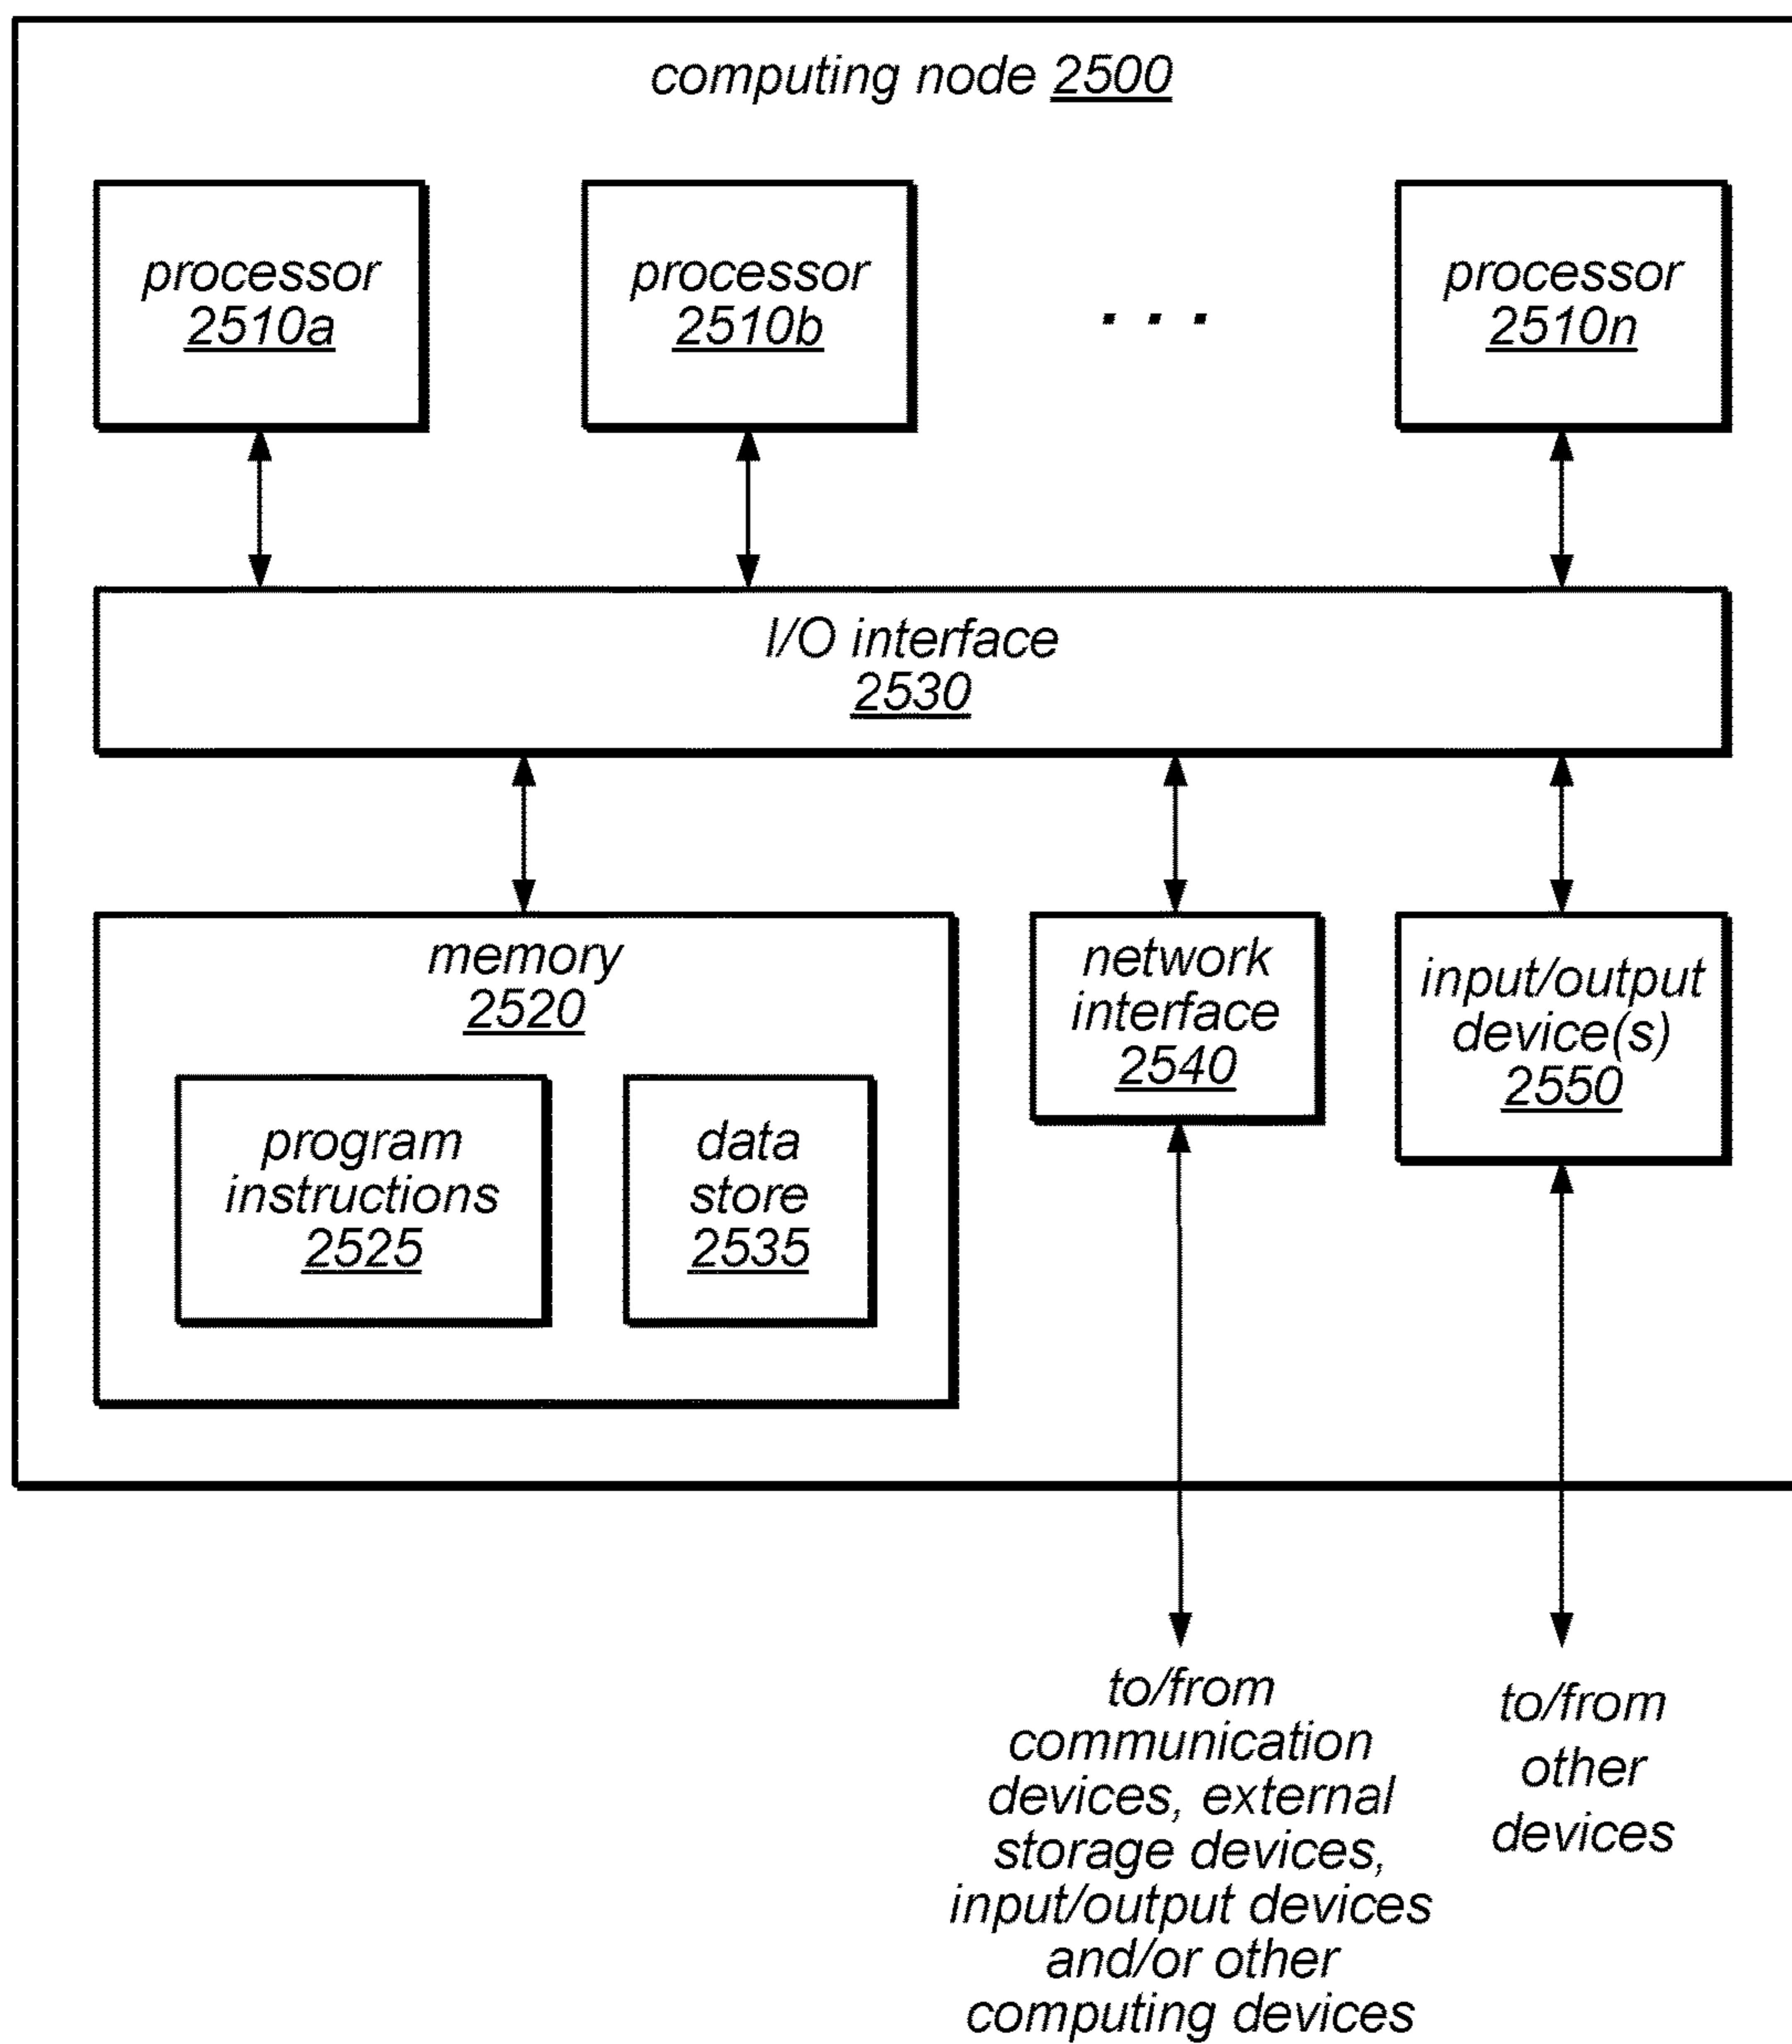 computing node 2500
processor
2510a
processor
2510b
. . .
processor
2510n
I/O interface
2530
memory
2520
program
instructions
2525
data
store
2535
network
interface
2540
input/output
device(s)
2550
to/from
communication
devices, external
storage devices,
input/output devices
and/or other
computing devices
to/from
other
devices